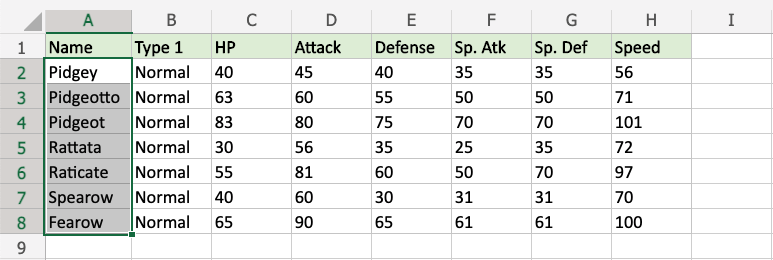 A B C D E F G H I
1 Name Type 1 HP Attack Defense Sp. Atk Sp. Def Speed
2 Pidgey Normal 40 45 40 35 35 56
3 Pidgeotto Normal 63 60 55 50 50 71
4 Pidgeot Normal 83 80 75 70 70 101
5 Rattata Normal 30 56 35 25 35 72
6 Raticate Normal 55 81 60 50 70 97
7 Spearow Normal 40 60 30 31 31 70
8 Fearow Normal 65 90 65 61 61 100
9